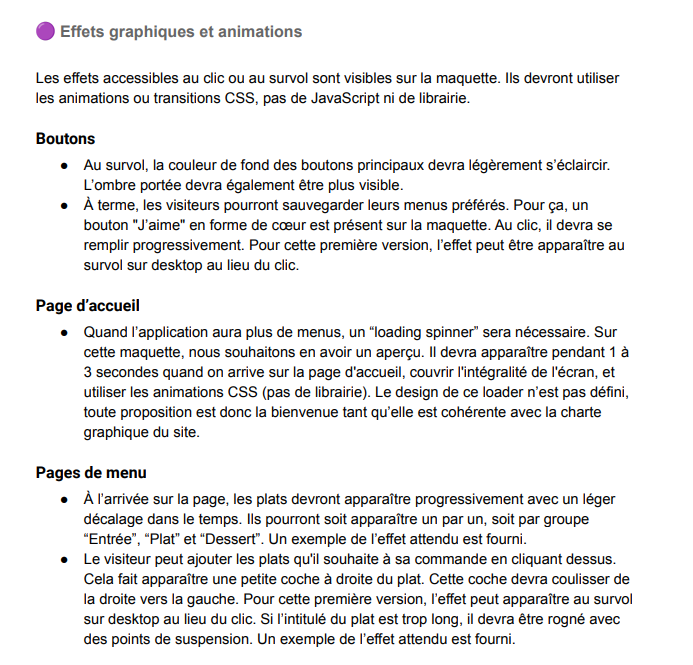 Effets graphiques et animations
Les effets accessibles au clic ou au survol sont visibles sur la maquette. Ils devront utiliser
les animations ou transitions CSS, pas de JavaScript ni de librairie.
Boutons
● Au survol, la couleur de fond des boutons principaux devra légèrement s’éclaircir.
L’ombre portée devra également être plus visible.
● À terme, les visiteurs pourront sauvegarder leurs menus préférés. Pour ça, un
bouton "J’aime" en forme de cœur est présent sur la maquette. Au clic, il devra se
remplir progressivement. Pour cette première version, l’effet peut être apparaître au
survol sur desktop au lieu du clic.
Page d’accueil
● Quand l’application aura plus de menus, un “loading spinner” sera nécessaire. Sur
cette maquette, nous souhaitons en avoir un aperçu. Il devra apparaître pendant 1 à
3 secondes quand on arrive sur la page d'accueil, couvrir l'intégralité de l'écran, et
utiliser les animations CSS (pas de librairie). Le design de ce loader n’est pas défini,
toute proposition est donc la bienvenue tant qu’elle est cohérente avec la charte
graphique du site.
Pages de menu
● À l’arrivée sur la page, les plats devront apparaître progressivement avec un léger
décalage dans le temps. Ils pourront soit apparaître un par un, soit par groupe
“Entrée”, “Plat” et “Dessert”. Un exemple de l’effet attendu est fourni.
● Le visiteur peut ajouter les plats qu'il souhaite à sa commande en cliquant dessus.
Cela fait apparaître une petite coche à droite du plat. Cette coche devra coulisser de
la droite vers la gauche. Pour cette première version, l’effet peut apparaître au survol
sur desktop au lieu du clic. Si l’intitulé du plat est trop long, il devra être rogné avec
des points de suspension. Un exemple de l’effet attendu est fourni.